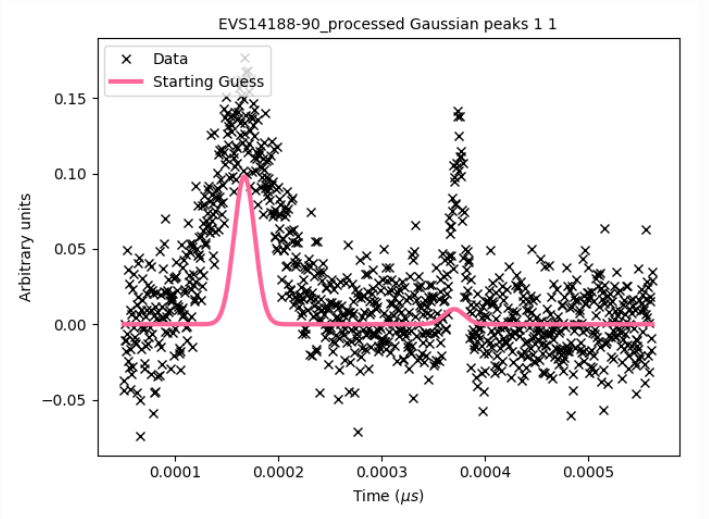 EVS14188-90_processed Gaussian peaks 1 1
Data
Starting Guess
0.15
0.10
0.05
0.00
−0.05
Arbitrary units
0.0001 0.0002 0.0003 0.0004 0.0005
Time (μs)